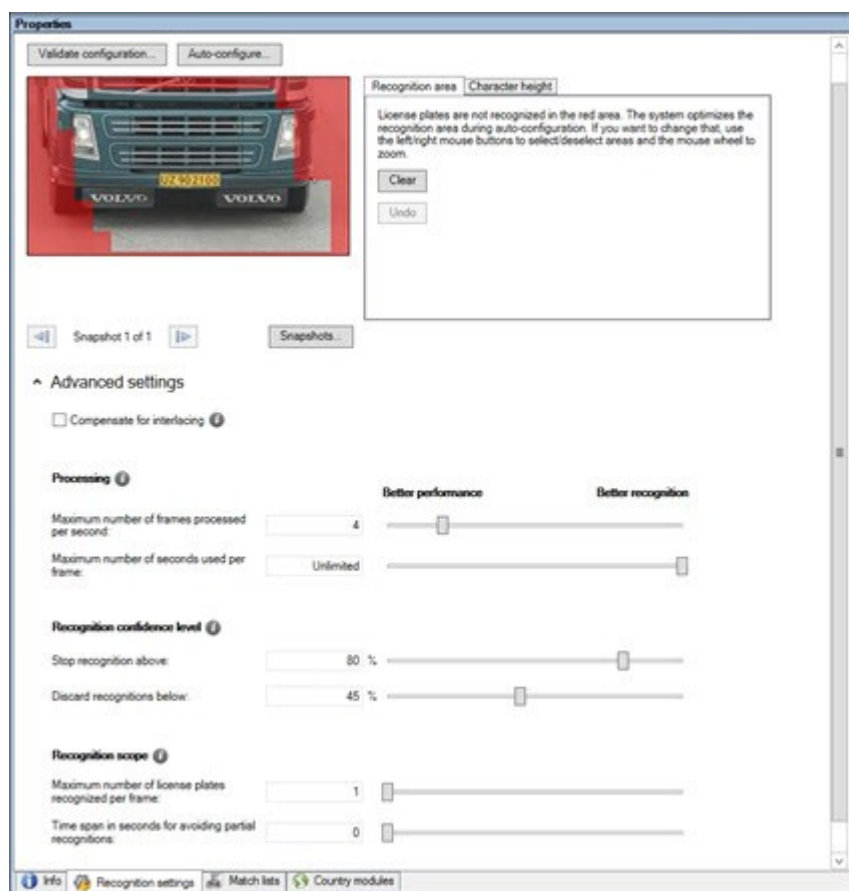 Properties
Validate configuration...
Auto-configure...
Recognition area
Character height
License plates are not recognized in the red area. The system optimizes the
recognition area during auto-configuration. If you want to change that, use
the left/right mouse buttons to select/deselect areas and the mouse wheel to
zoom.
Clear
Undo
UZ 902100
VOLVO VOLVO
Snapshot 1 of 1
Snapshots...
Advanced settings
Compensate for interlacing
Processing
Better performance Better recognition
Maximum number of frames processed
per second:
4
Maximum number of seconds used per
frame:
Unlimited
Recognition confidence level
Stop recognition above: 80 %
Discard recognitions below: 45 %
Recognition scope
Maximum number of license plates
recognized per frame:
1
Time span in seconds for avoiding partial
recognitions:
0
Info Recognition settings Match lists Country modules